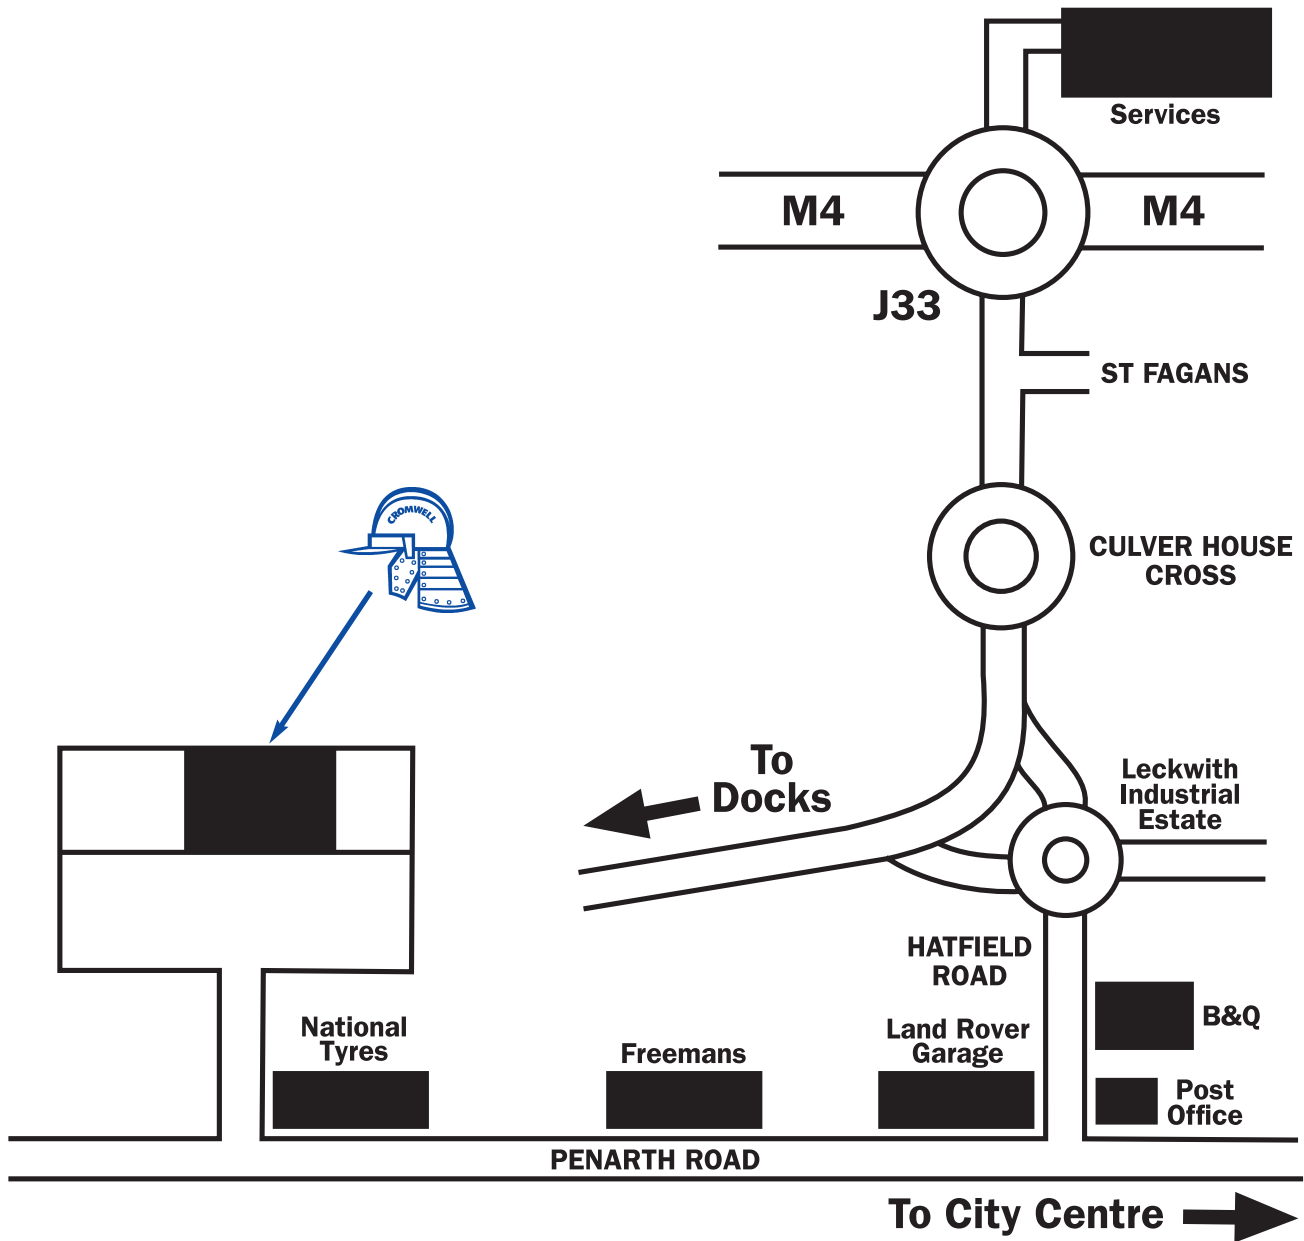 Services
M4
M4
J33
ST FAGANS
CROMWELL
CULVER HOUSE
CROSS
To
Docks
Leckwith
Industrial
Estate
HATFIELD
ROAD
National
Tyres
Freemans
Land Rover
Garage
B&Q
Post
Office
PENARTH ROAD
To City Centre